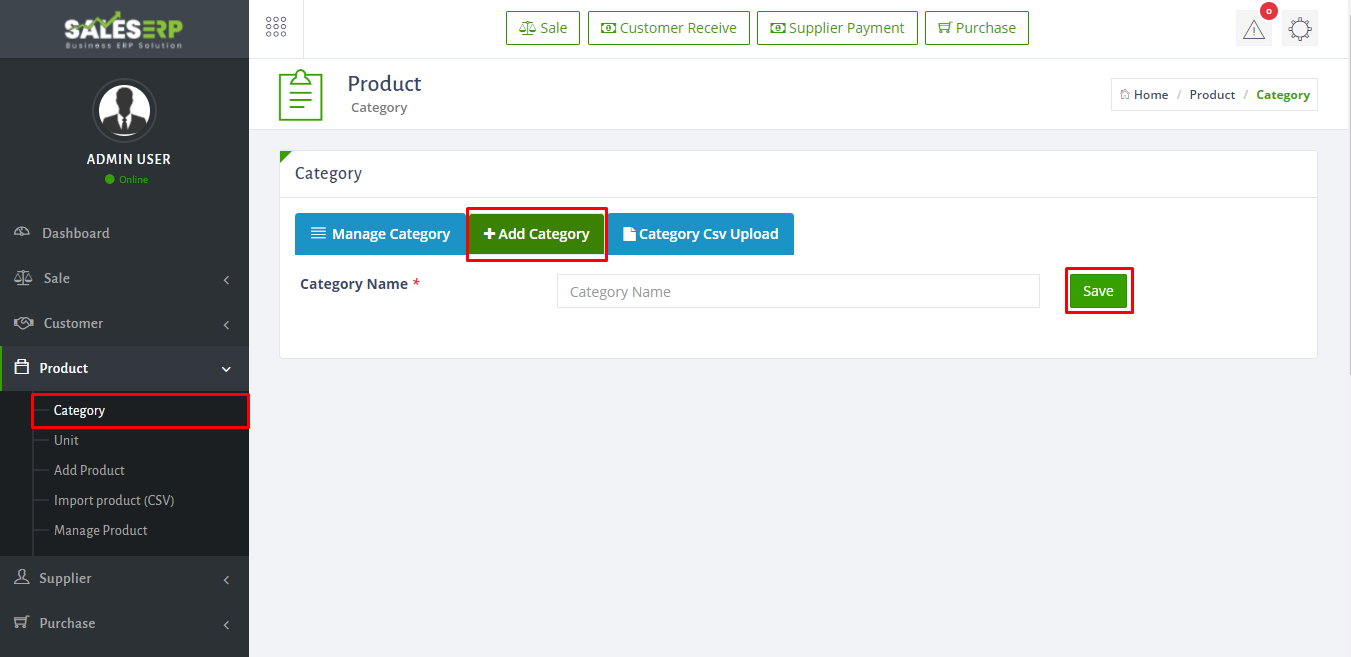 SALESERP
Business ERP Solution
ADMIN USER
Online
Dashboard
Sale
Customer
Product
Category
Unit
Add Product
Import product (CSV)
Manage Product
Supplier
Purchase
Sale Customer Receive Supplier Payment Purchase
0
Product
Category
Home / Product / Category
Category
Manage Category Add Category Category Csv Upload
Category Name * Category Name Save